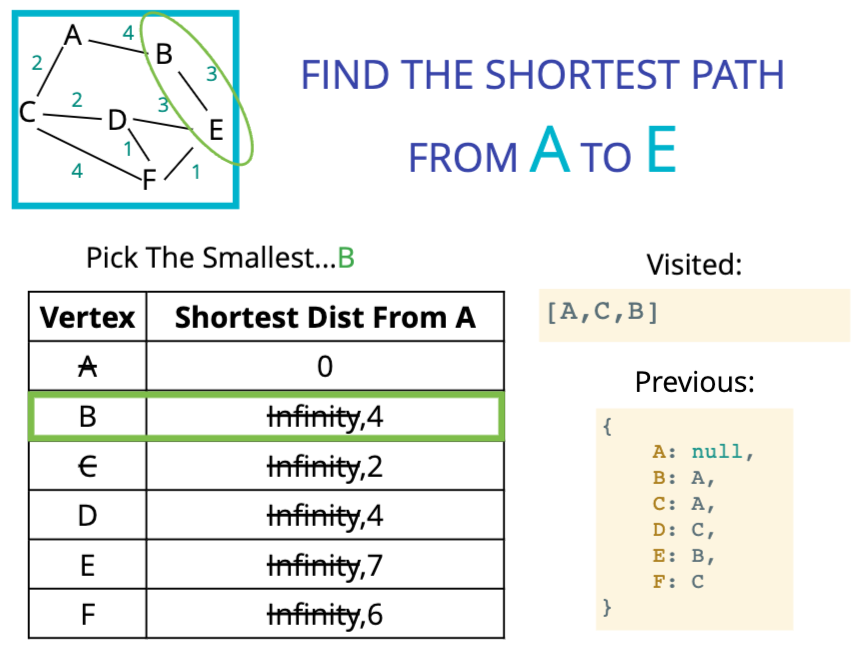 A
4
B
2
3
C
2
D
3
E
1
4
F
1
FIND THE SHORTEST PATH
FROM A TO E
Pick The Smallest...B
Vertex Shortest Dist From A
A 0
B Infinity,4
C Infinity,2
D Infinity,4
E Infinity,7
F Infinity,6
Visited:
[A,C,B]
Previous:
{
A: null,
B: A,
C: A,
D: C,
E: B,
F: C
}